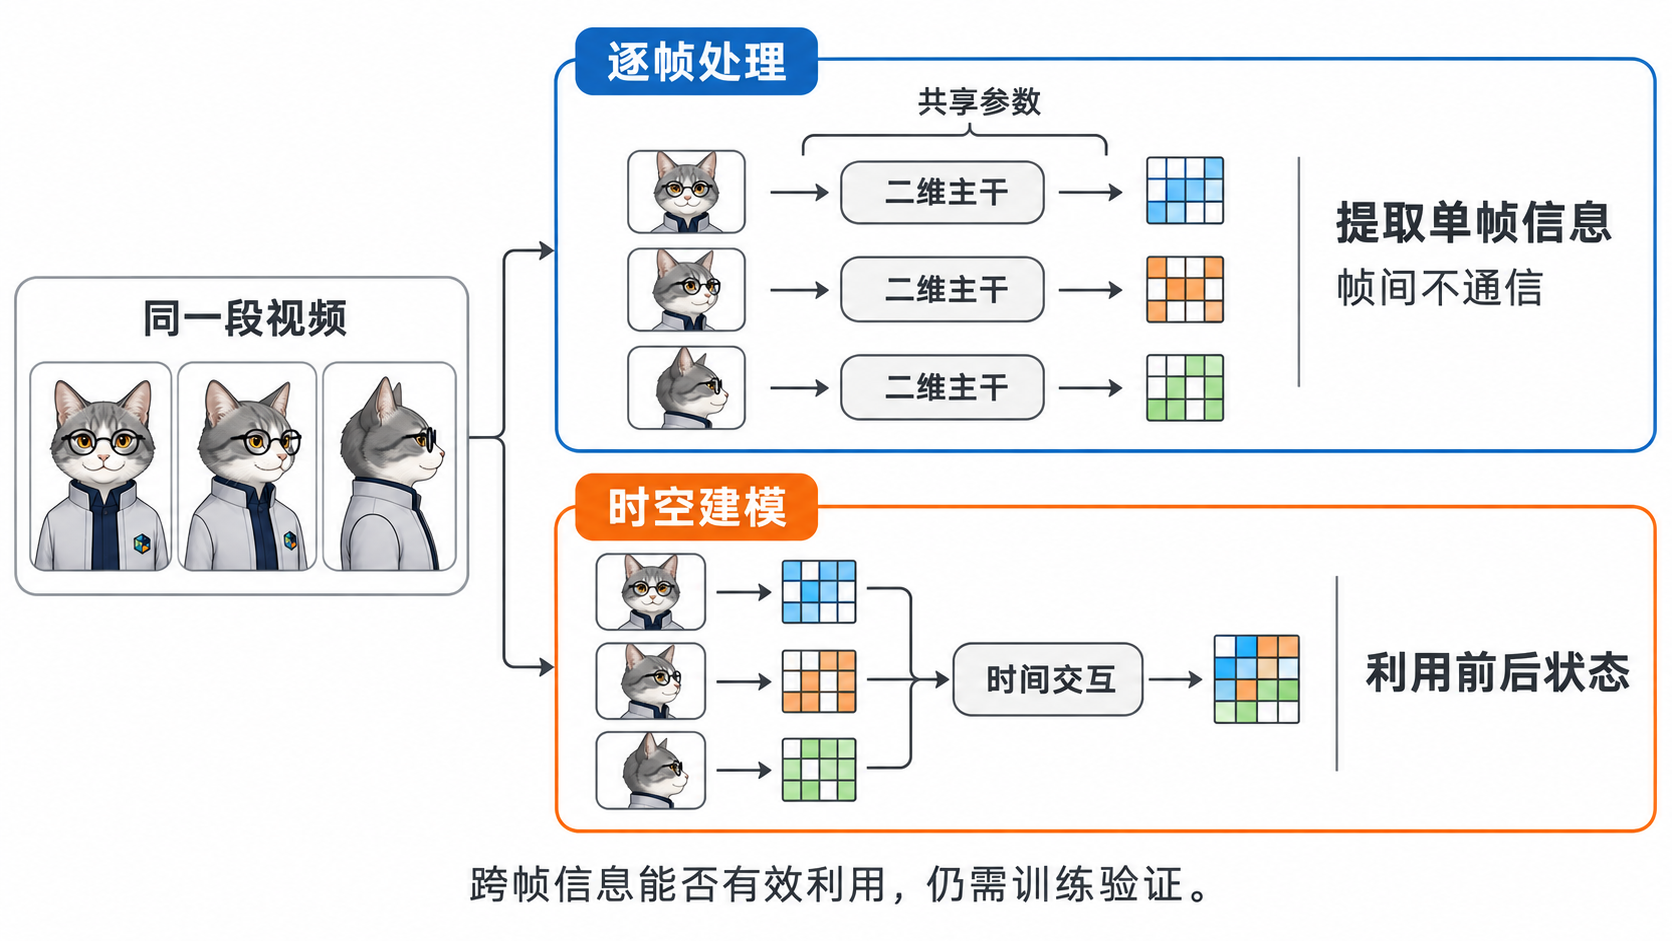 同一段视频
逐帧处理
共享参数
二维主干
二维主干
二维主干
提取单帧信息
帧间不通信
时空建模
时间交互
利用前后状态
跨帧信息能否有效利用，仍需训练验证。